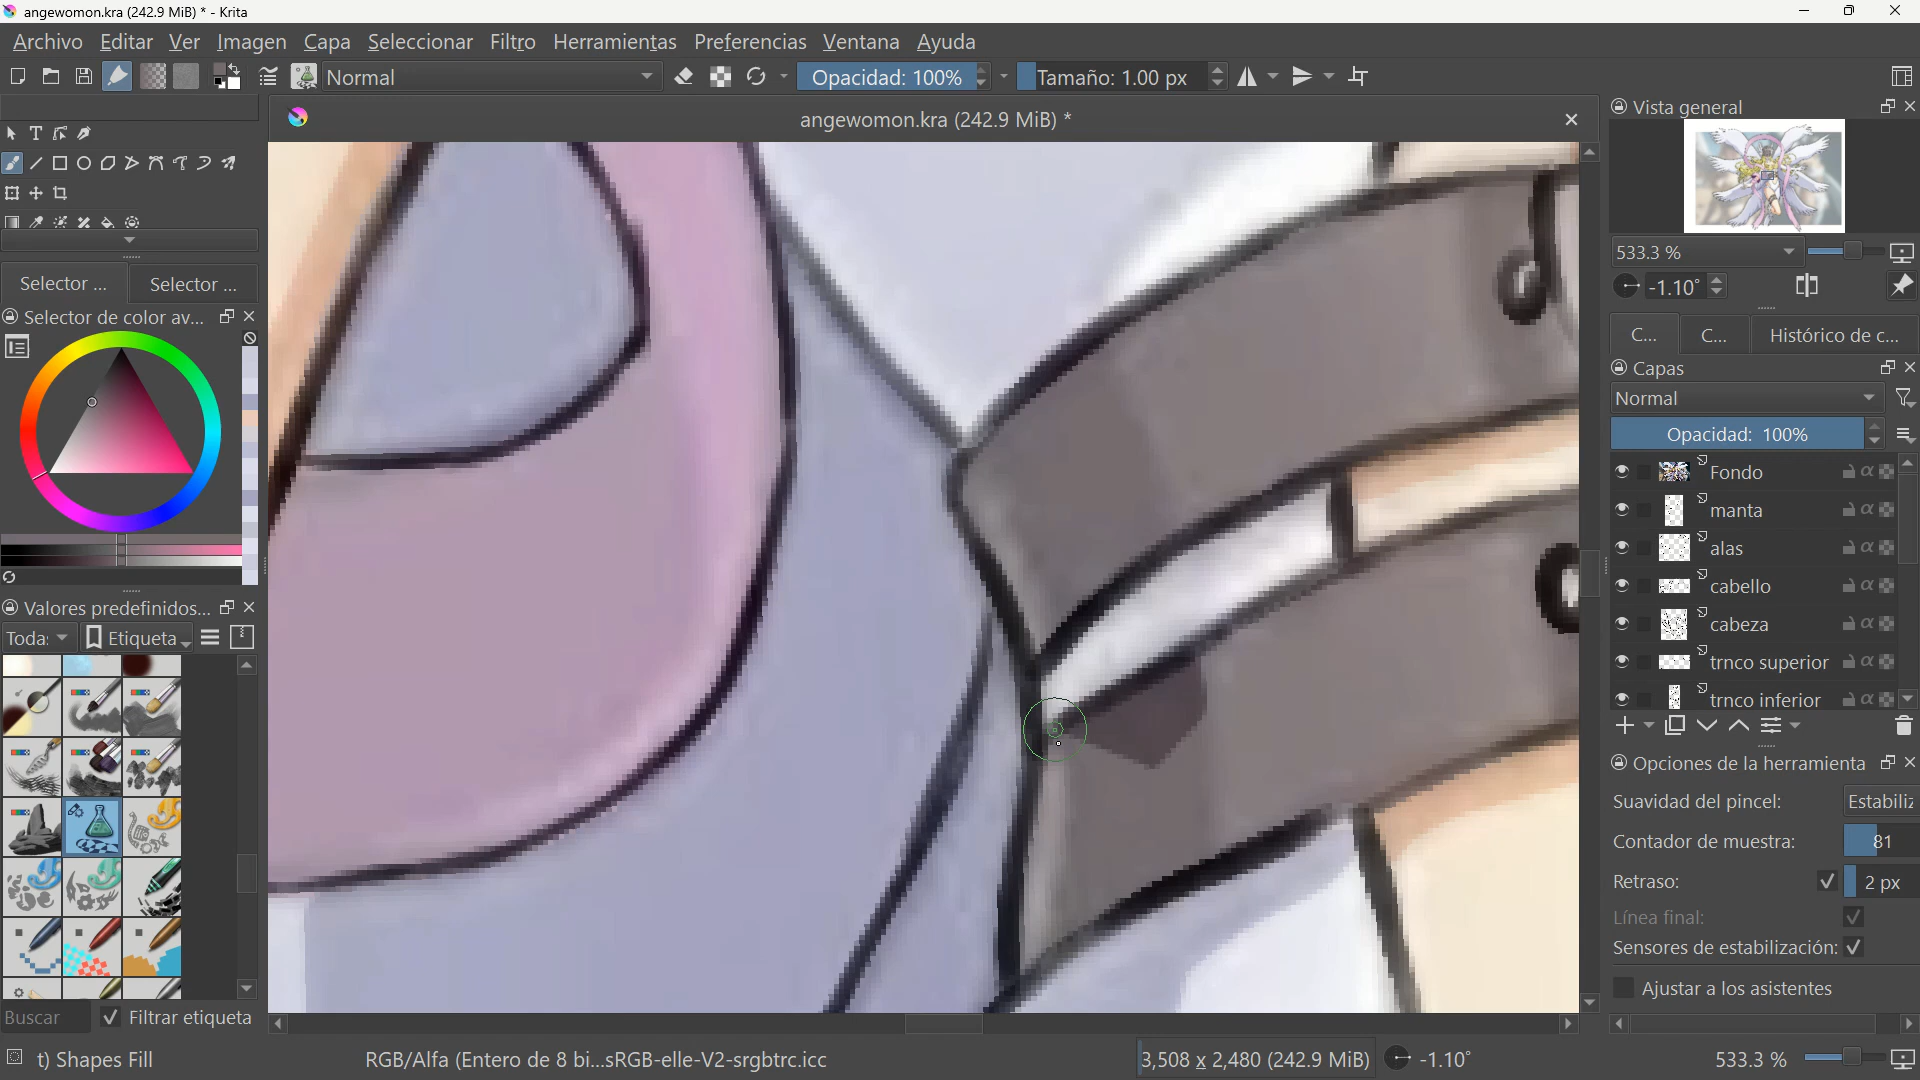 angewomon.kra (242.9 MiB) * - Krita
Archivo Editar Ver Imagen Capa Seleccionar Filtro Herramientas Preferencias Ventana Ayuda
Normal Opacidad: 100% Tamaño: 1.00 px
angewomon.kra (242.9 MiB) *
Vista general
533.3 %
-1.10°
Selector ... Selector ...
Selector de color av...
C... C... Histórico de c...
Capas
Normal
Opacidad: 100%
Fondo
manta
alas
cabello
cabeza
trnco superior
trnco inferior
Valores predefinidos...
Todas Etiqueta
Buscar Filtrar etiqueta
Opciones de la herramienta
Suavidad del pincel: Estabiliz
Contador de muestra: 81
Retraso: 2 px
Línea final:
Sensores de estabilización:
Ajustar a los asistentes
t) Shapes Fill RGB/Alfa (Entero de 8 bi...sRGB-elle-V2-srgbtrc.icc 3,508 x 2,480 (242.9 MiB) -1.10° 533.3 %